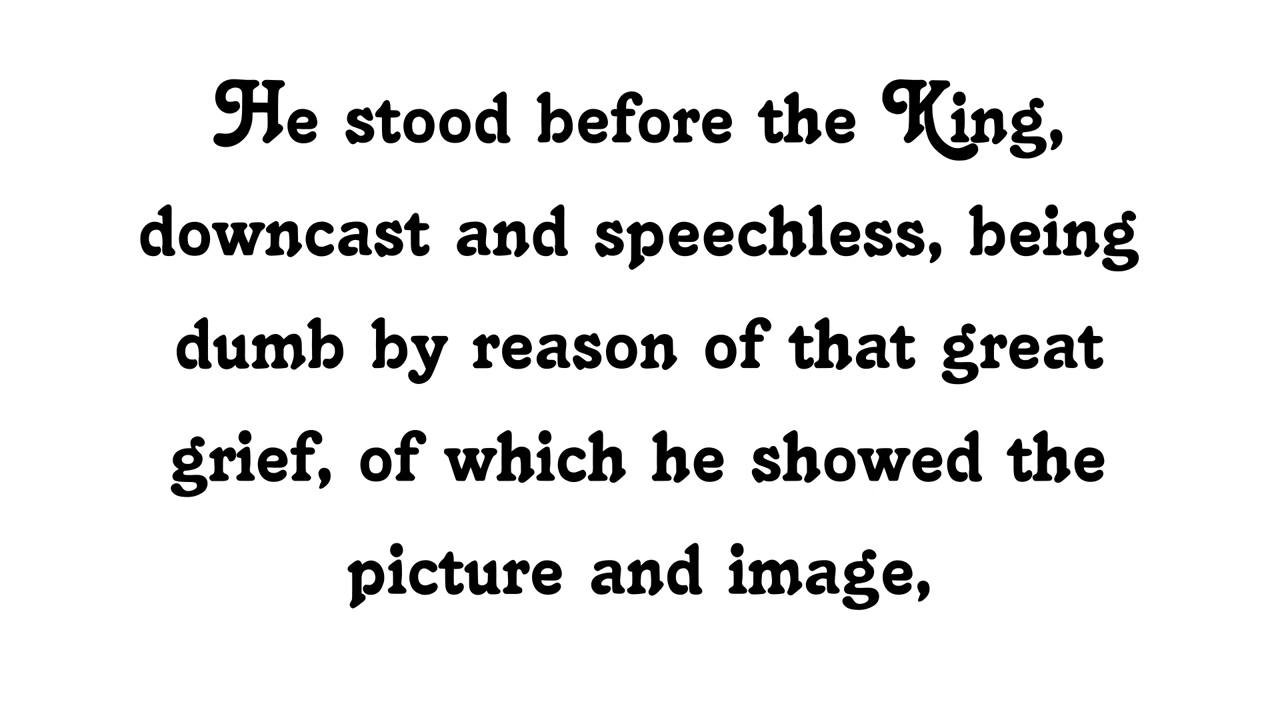 He stood before the King,
downcast and speechless, being
dumb by reason of that great
grief, of which he showed the
picture and image,